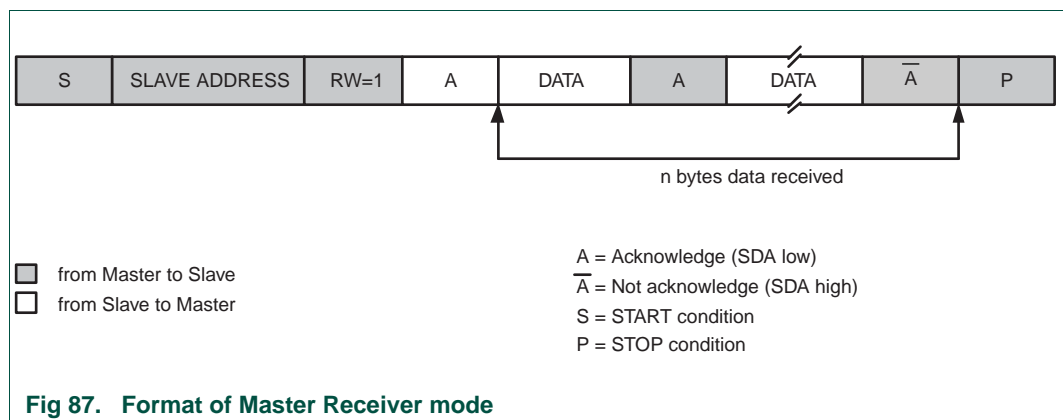 S SLAVE ADDRESS RW=1 A DATA A DATA A̅ P
n bytes data received
from Master to Slave
from Slave to Master
A = Acknowledge (SDA low)
A̅ = Not acknowledge (SDA high)
S = START condition
P = STOP condition
Fig 87. Format of Master Receiver mode